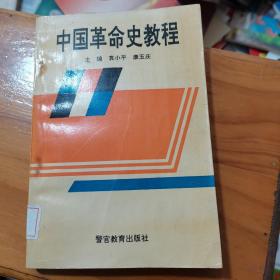 中国革命史教程
主编 袁小平 康玉庆
警官教育出版社